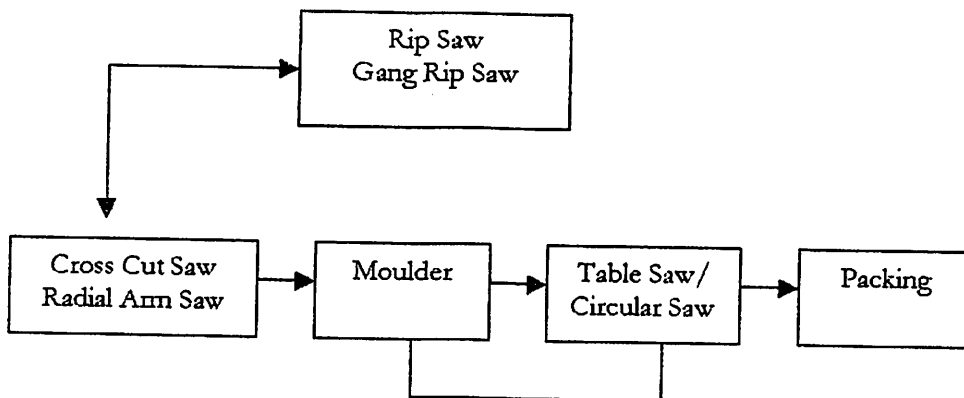 Rip Saw
Gang Rip Saw
Cross Cut Saw
Radial Arm Saw
Moulder
Table Saw/
Circular Saw
Packing